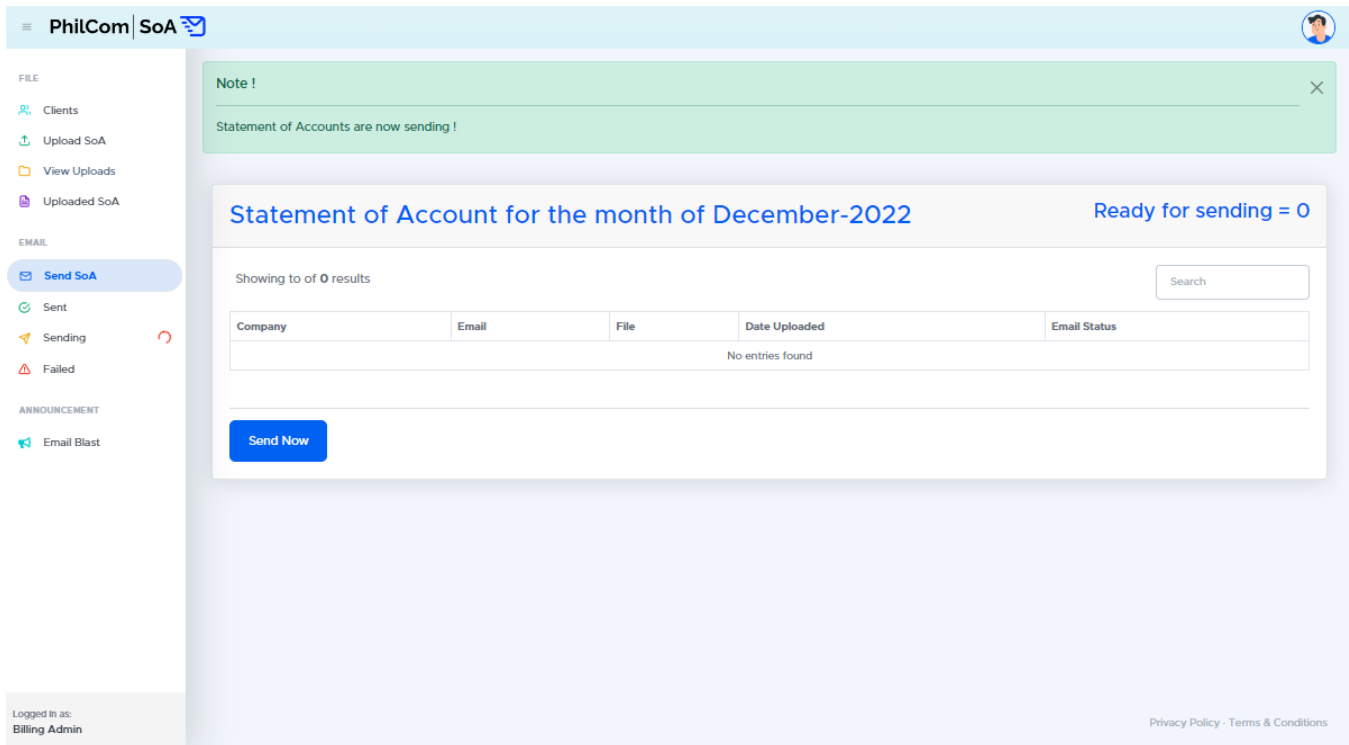 PhilCom SoA
FILE
Clients
Upload SoA
View Uploads
Uploaded SoA
EMAIL
Send SoA
Sent
Sending
Failed
ANNOUNCEMENT
Email Blast
Logged In as:
Billing Admin
Note !
Statement of Accounts are now sending !
Statement of Account for the month of December-2022
Ready for sending = 0
Showing to of 0 results
Search
Company Email File Date Uploaded Email Status
No entries found
Send Now
Privacy Policy · Terms & Conditions